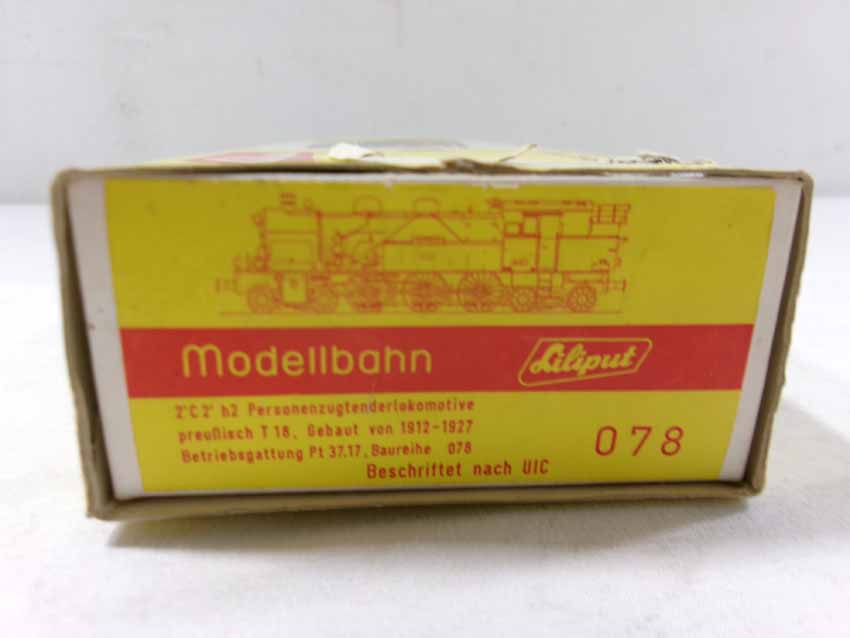 Modellbahn Liliput
2'C2' h2 Personenzugtenderlokomotive
preußisch T 18, Gebaut von 1912-1927
Betriebsgattung Pt 37.17, Baureihe 078
Beschriftet nach UIC
078